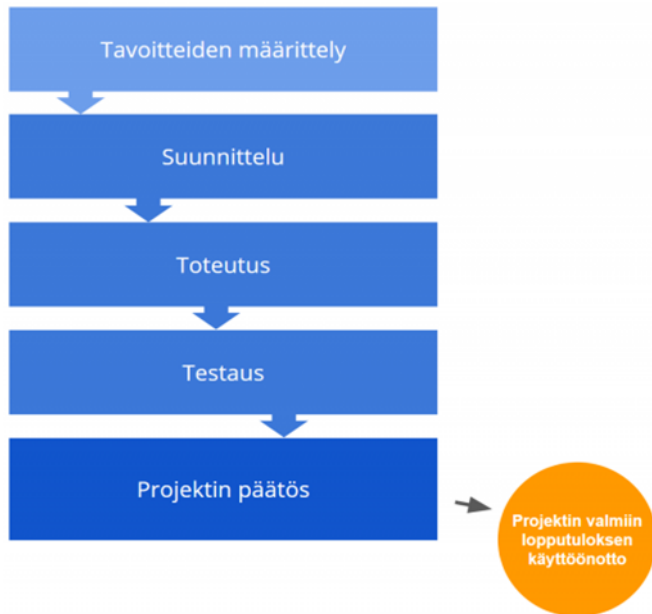 Tavoitteiden määrittely
Suunnittelu
Toteutus
Testaus
Projektin päätös
Projektin valmiin
lopputuloksen
käyttöönotto